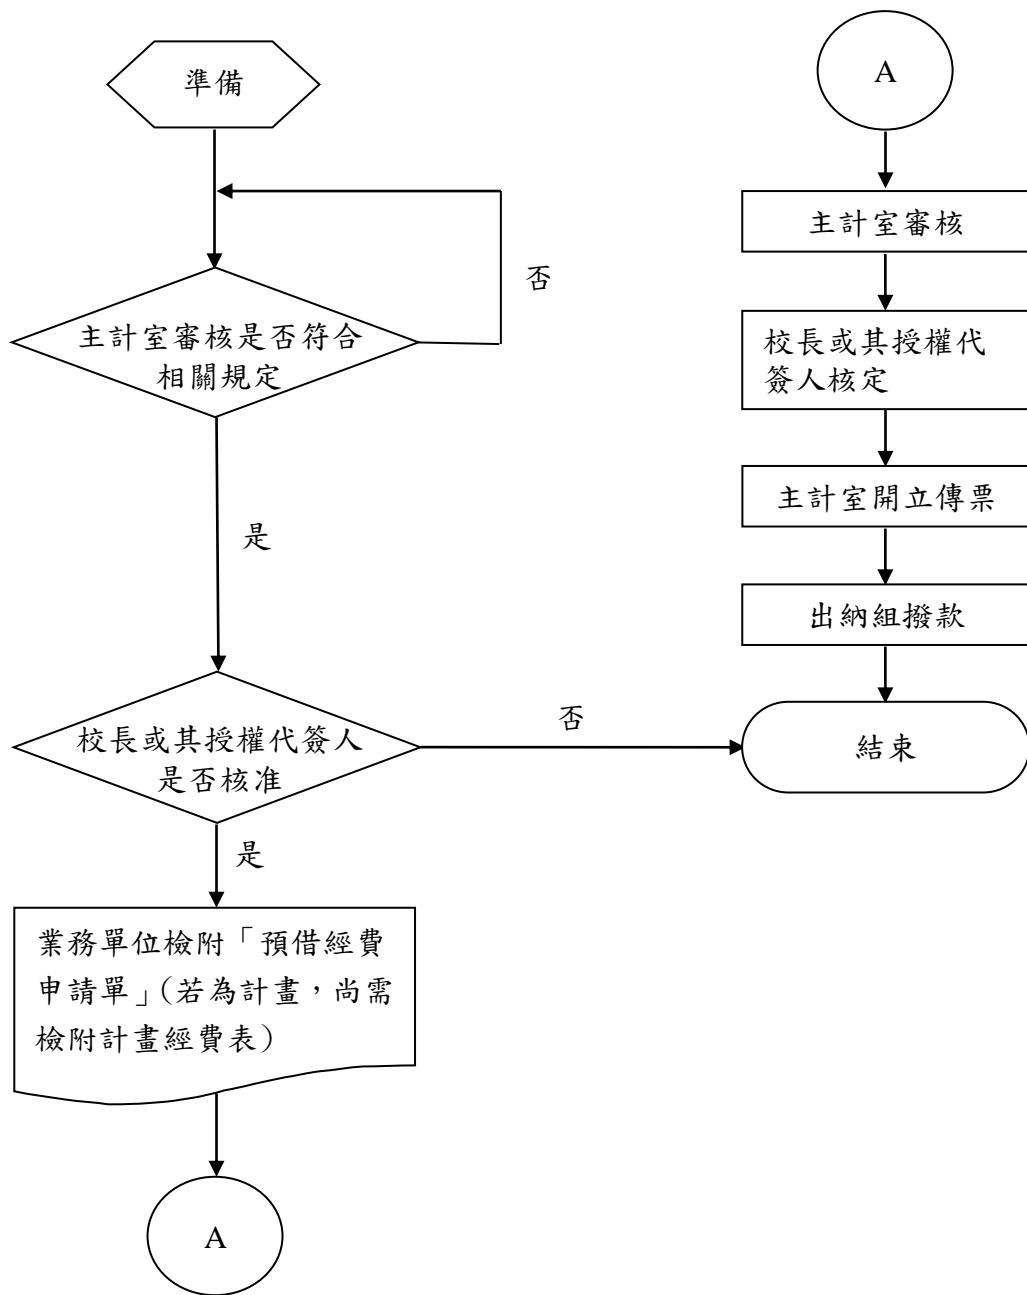 準備
否
主計室審核是否符合
相關規定
是
校長或其授權代簽人
是否核准
否
是
業務單位檢附「預借經費
申請單」(若為計畫，尚需
檢附計畫經費表)
A
A
主計室審核
校長或其授權代
簽人核定
主計室開立傳票
出納組撥款
結束